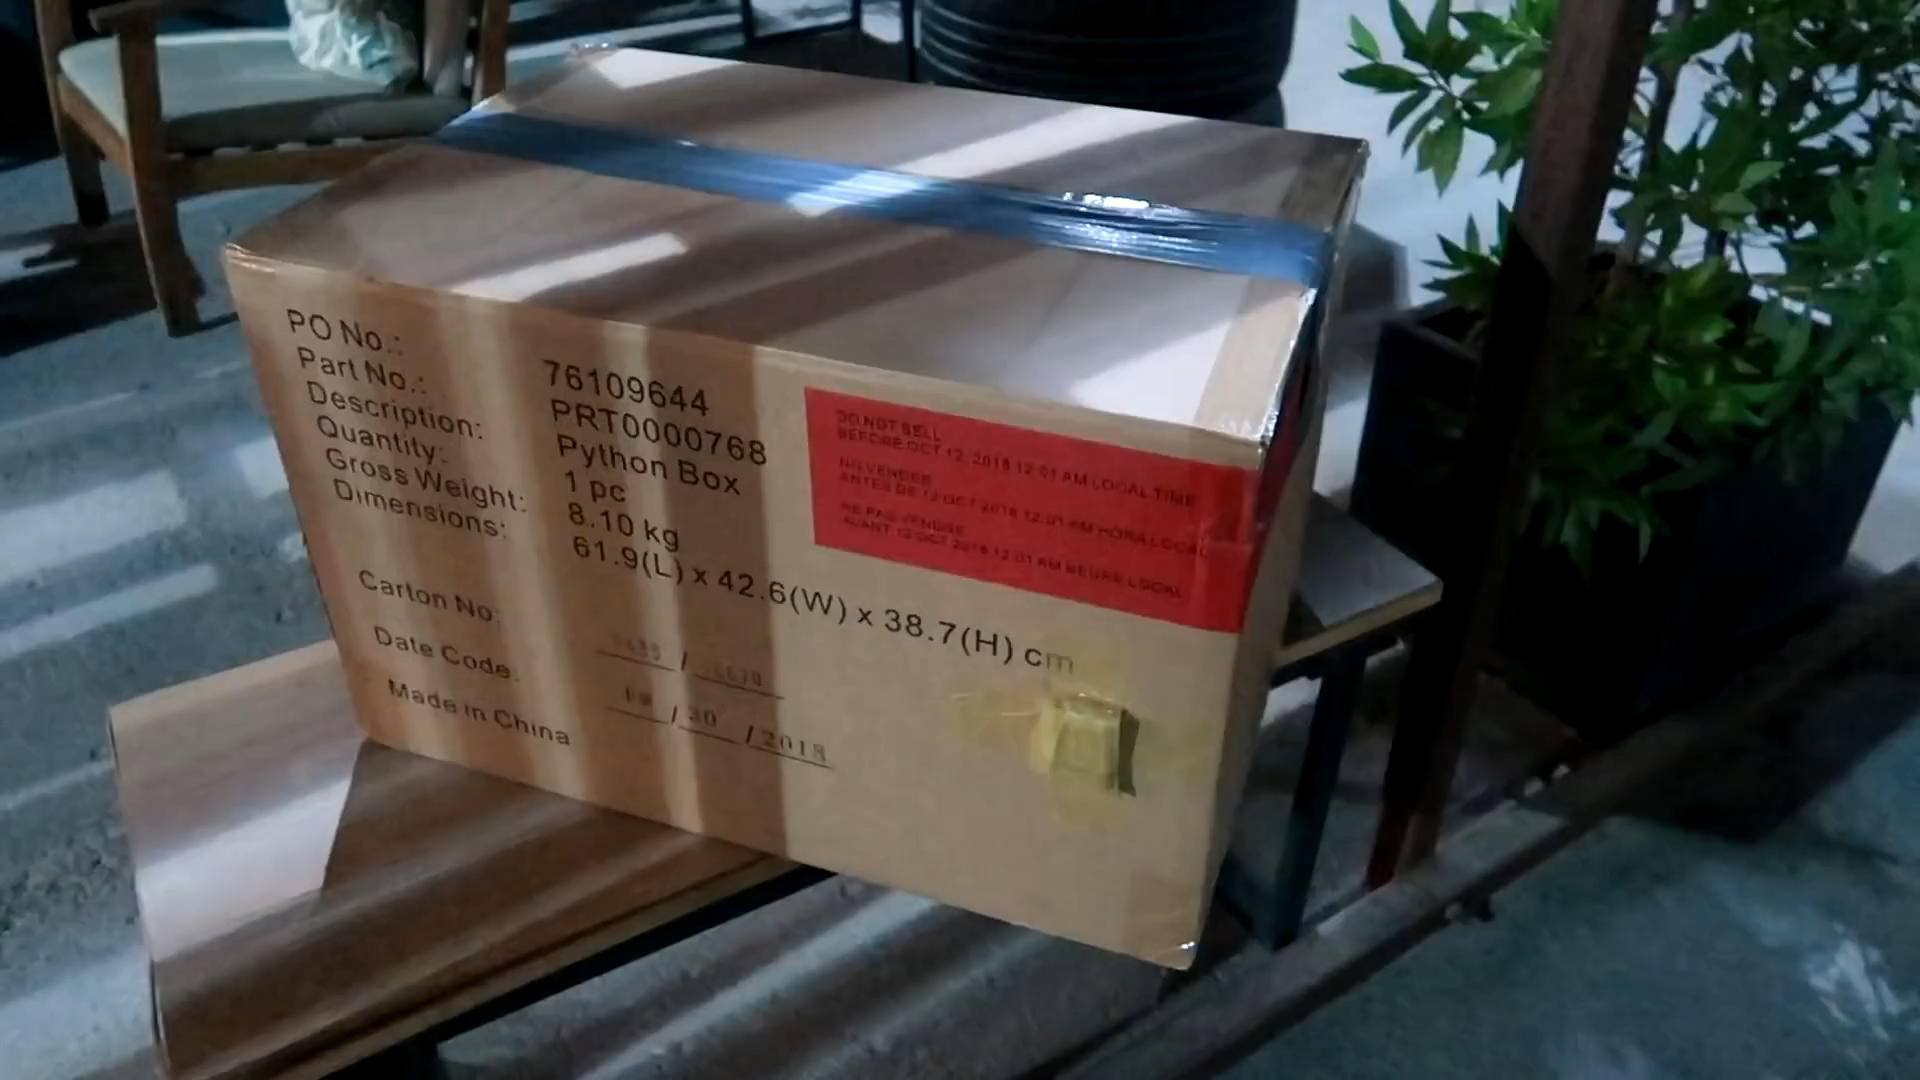 PO No.: 76109644
Part No.: PRT0000768
Description: Python Box
Quantity: 1 pc
Gross Weight: 8.10 kg
Dimensions: 61.9(L) x 42.6(W) x 38.7(H) cm
Carton No: /
Date Code: / 30 / 2018
Made in China
DO NOT SELL
BEFORE OCT 12, 2018 12:01 AM LOCAL TIME
NO VENDER
ANTES DE 12 OCT 2018 12:01 AM HORA LOCAL
NE PAS VENDRE
AVANT 12 OCT 2018 12:01 AM HEURE LOCAL